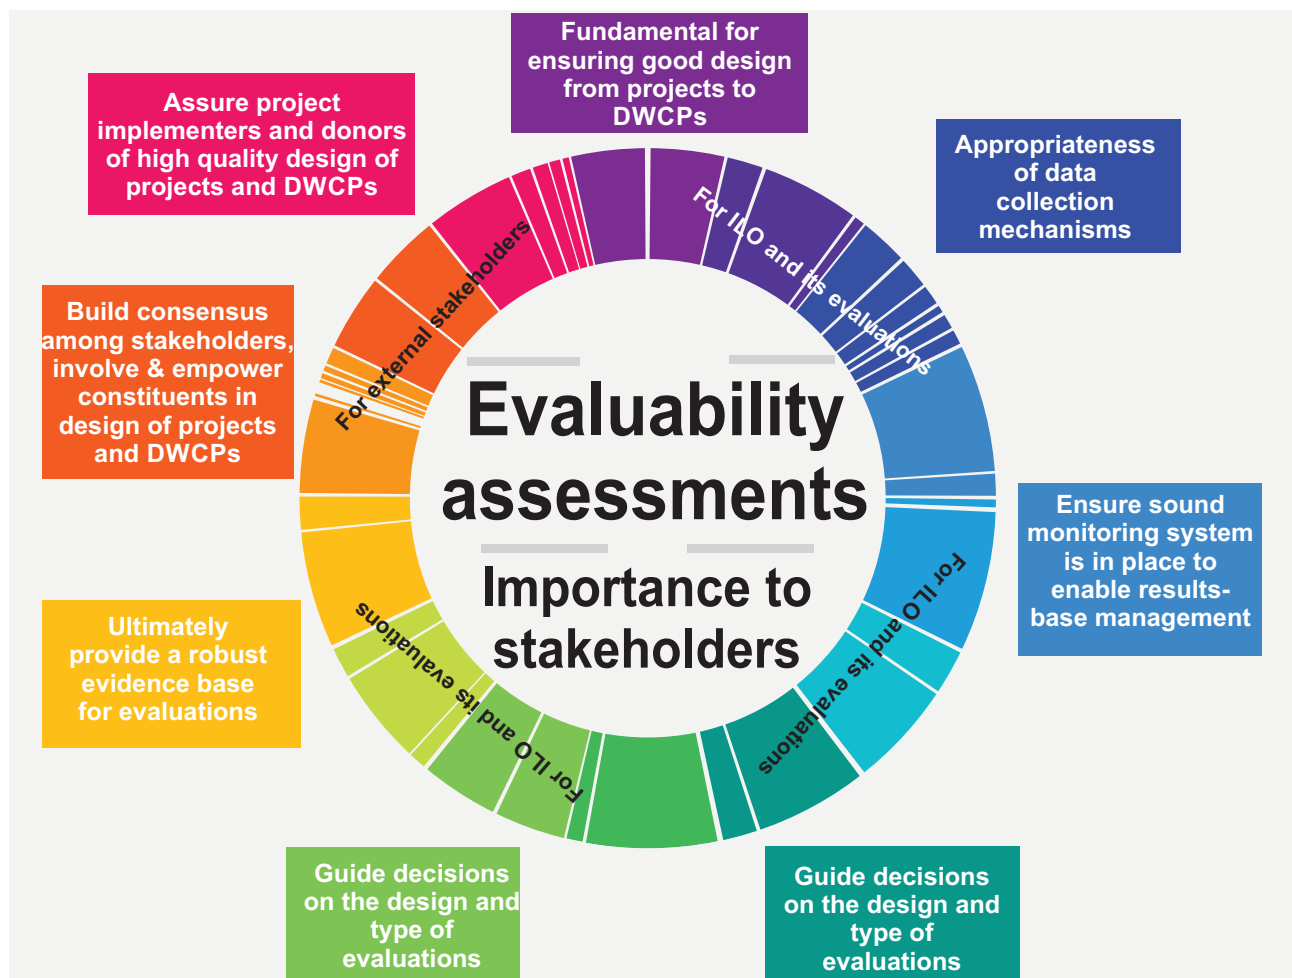 Fundamental for
ensuring good design
from projects to
DWCPs
Assure project
implementers and donors
of high quality design of
projects and DWCPs
Appropriateness
of data
collection
mechanisms
For ILO and its evaluations
For external stakeholders
Build consensus
among stakeholders,
involve & empower
constituents in
design of projects
and DWCPs
Evaluability
assessments
Importance to
stakeholders
Ensure sound
monitoring system
is in place to
enable results-
base management
For ILO and its evaluations
For ILO and its evaluations
Ultimately
provide a robust
evidence base
for evaluations
Guide decisions
on the design and
type of
evaluations
Guide decisions
on the design and
type of
evaluations